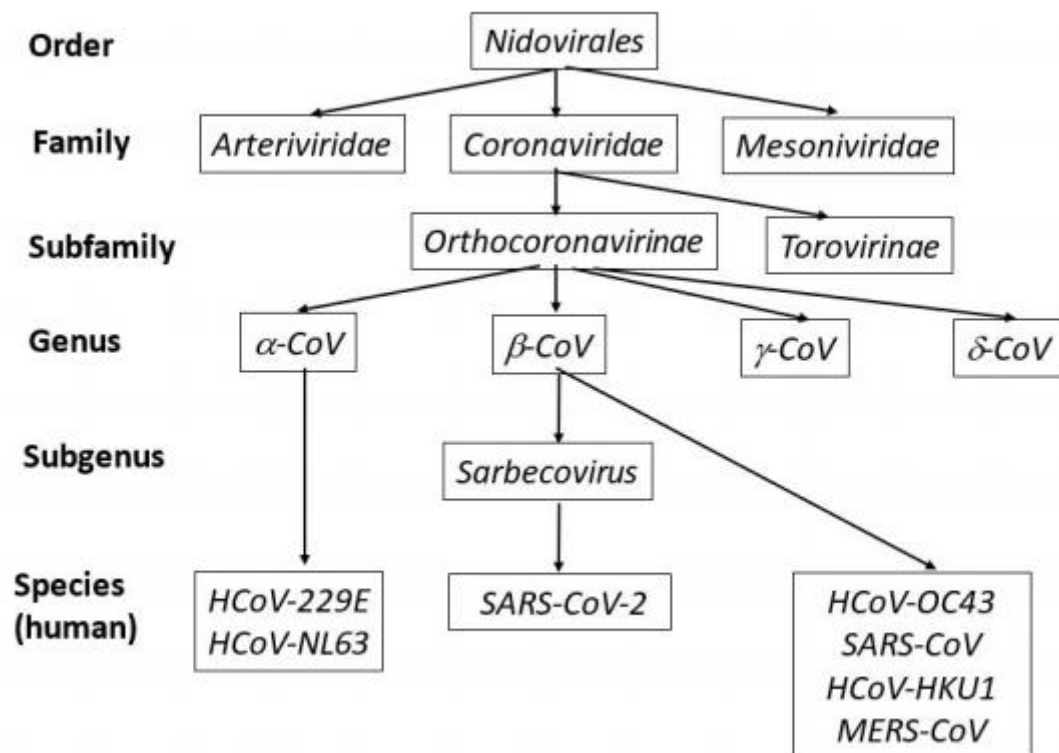 Order
Nidovirales
Family
Arteriviridae
Coronaviridae
Mesoniviridae
Subfamily
Orthocoronavirinae
Torovirinae
Genus
α-CoV
β-CoV
γ-CoV
δ-CoV
Subgenus
Sarbecovirus
Species
(human)
HCoV-229E
HCoV-NL63
SARS-CoV-2
HCoV-OC43
SARS-CoV
HCoV-HKU1
MERS-CoV